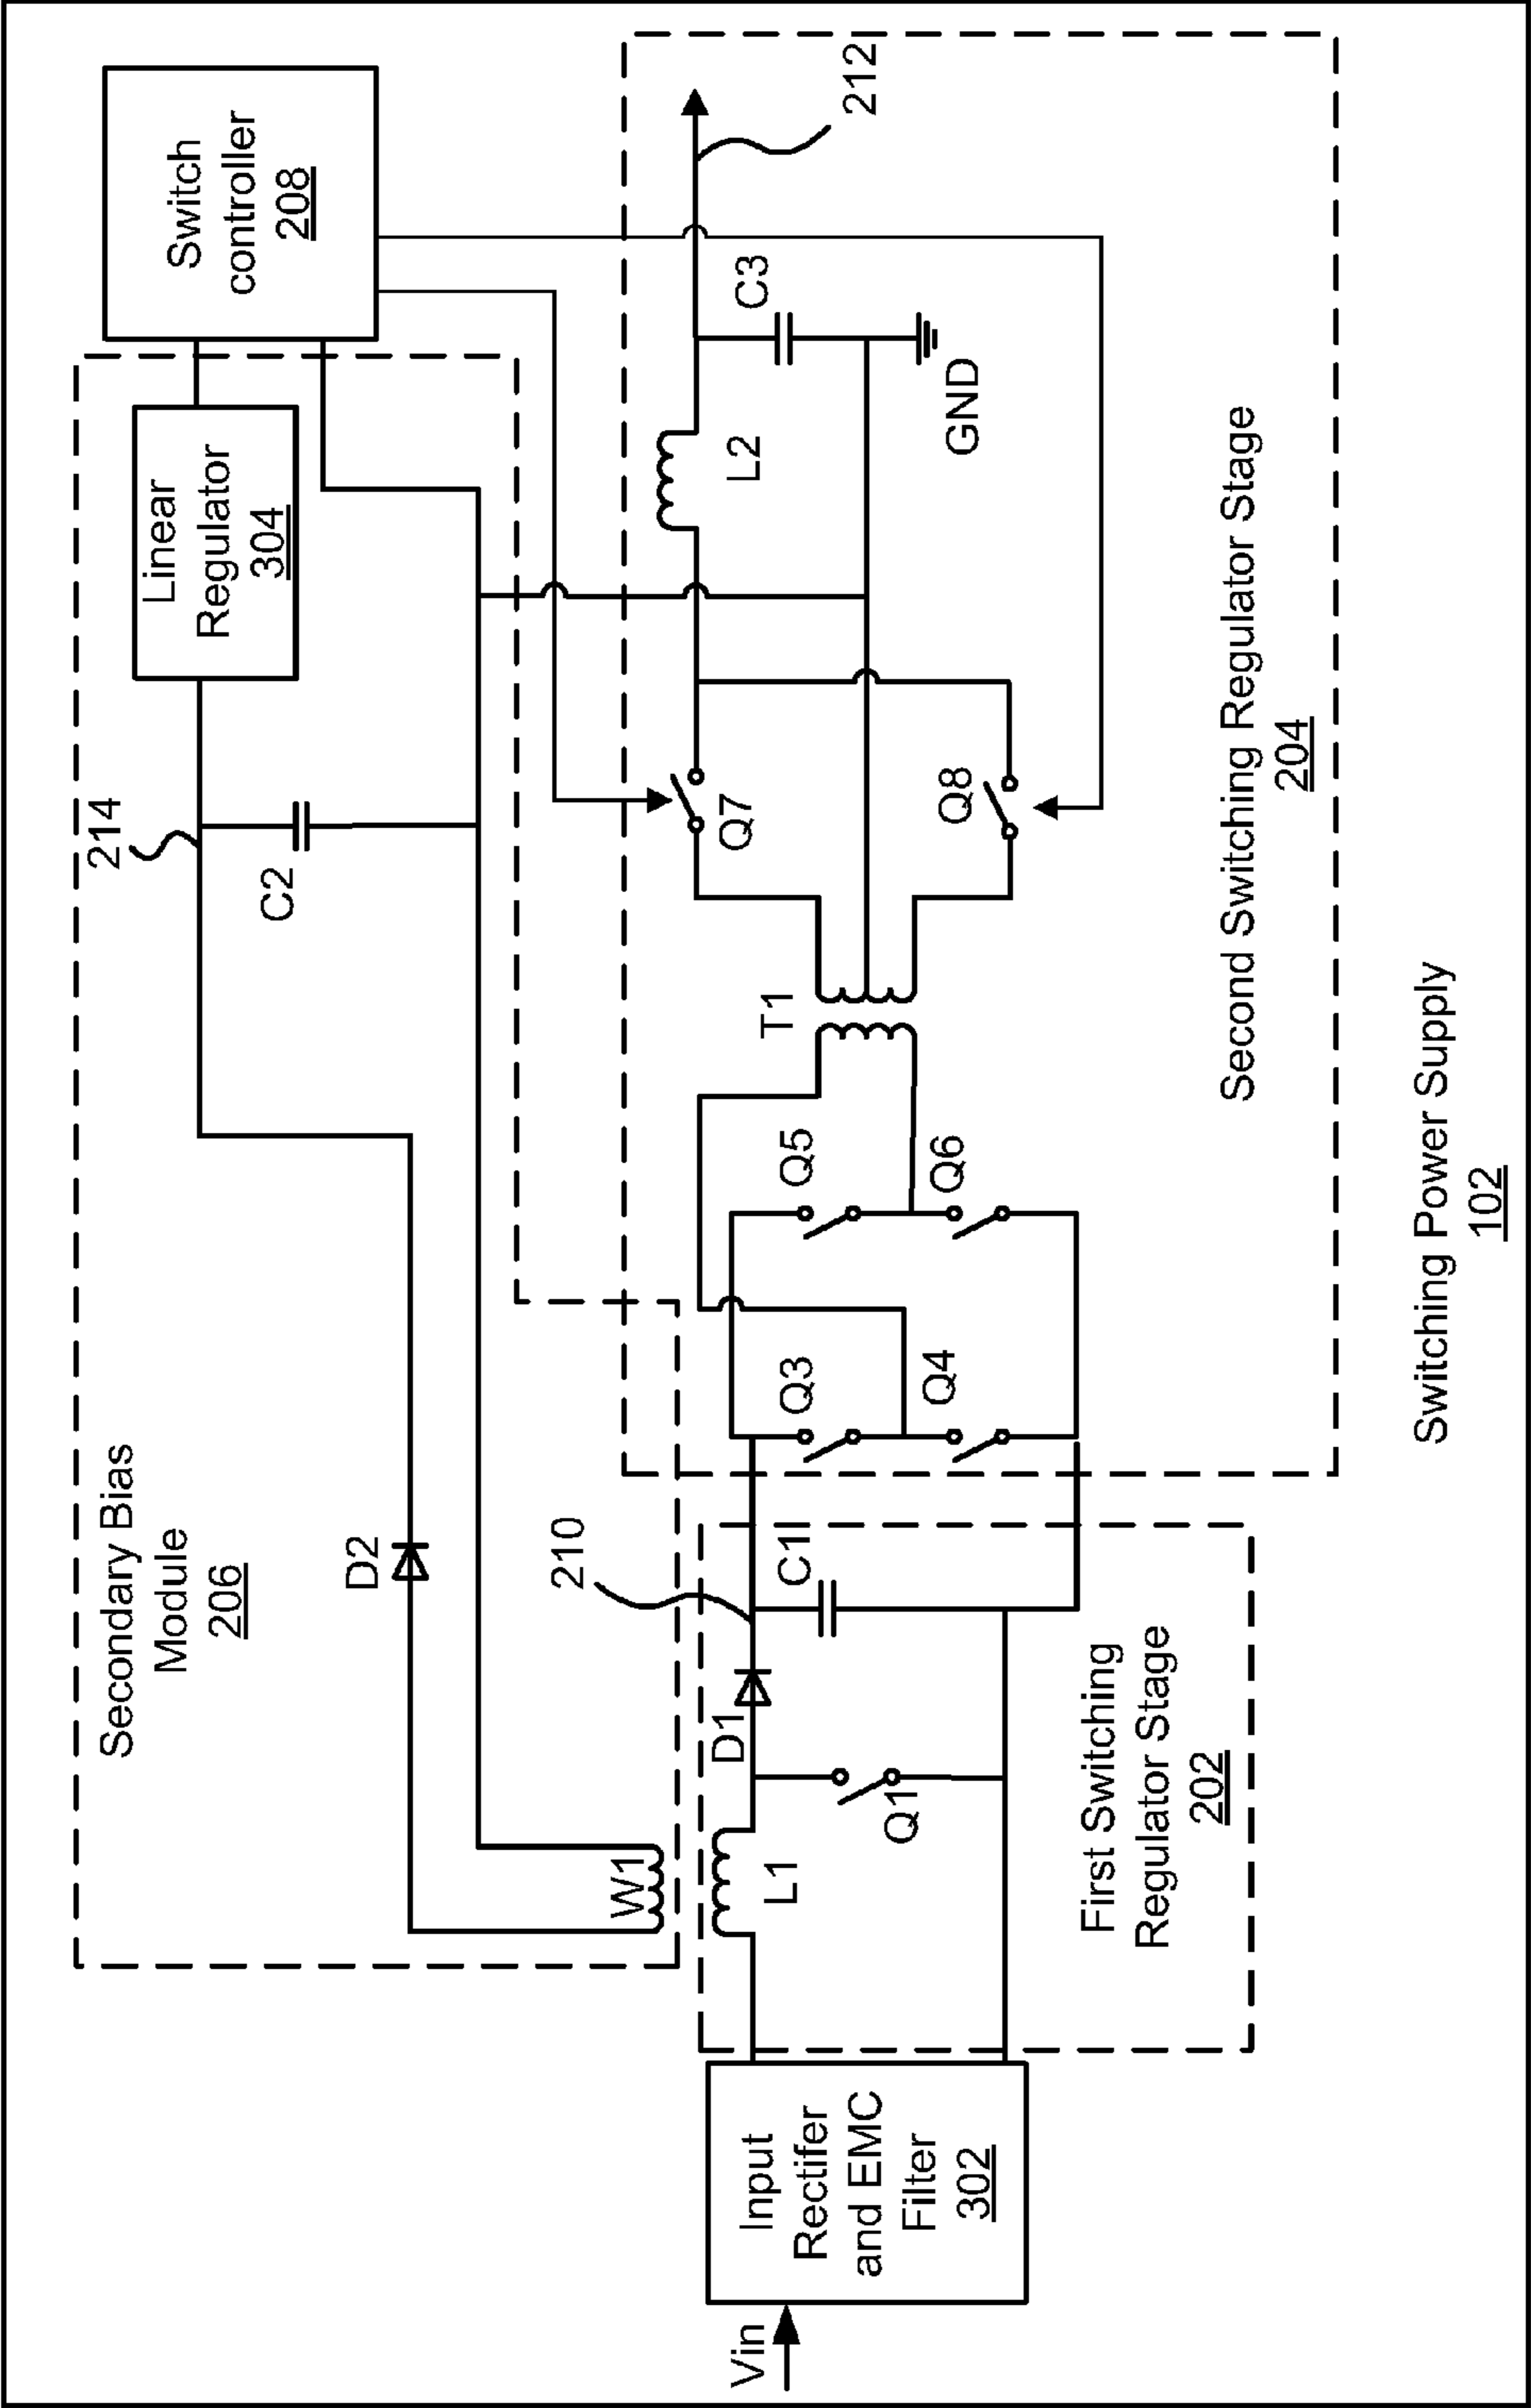 Secondary Bias
Module
206
D2
W1
214
C2
Linear
Regulator
304
Switch
controller
208
Vin
Input
Rectifer
and EMC
Filter
302
L1
D1
Q1
210
C1
First Switching
Regulator Stage
202
Q3
Q4
Q5
Q6
T1
Q7
Q8
L2
C3
GND
212
Second Switching Regulator Stage
204
Switching Power Supply
102